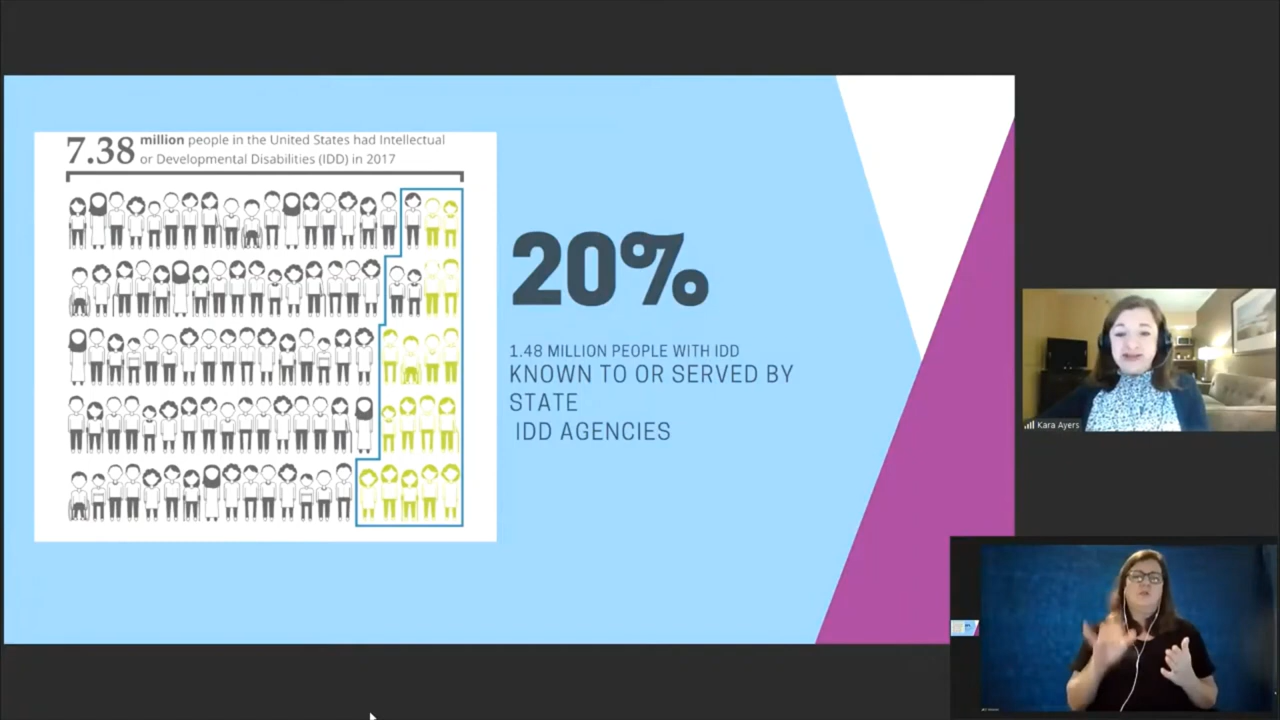 7.38 million people in the United States had Intellectual
or Developmental Disabilities (IDD) in 2017
20%
1.48 MILLION PEOPLE WITH IDD
KNOWN TO OR SERVED BY
STATE
IDD AGENCIES
Kara Ayers